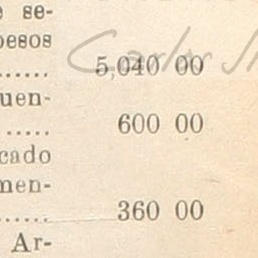 se-
pesos
...... 5,040 00
uen-
..... 600 00
cado
men-
..... 360 00
Ar-